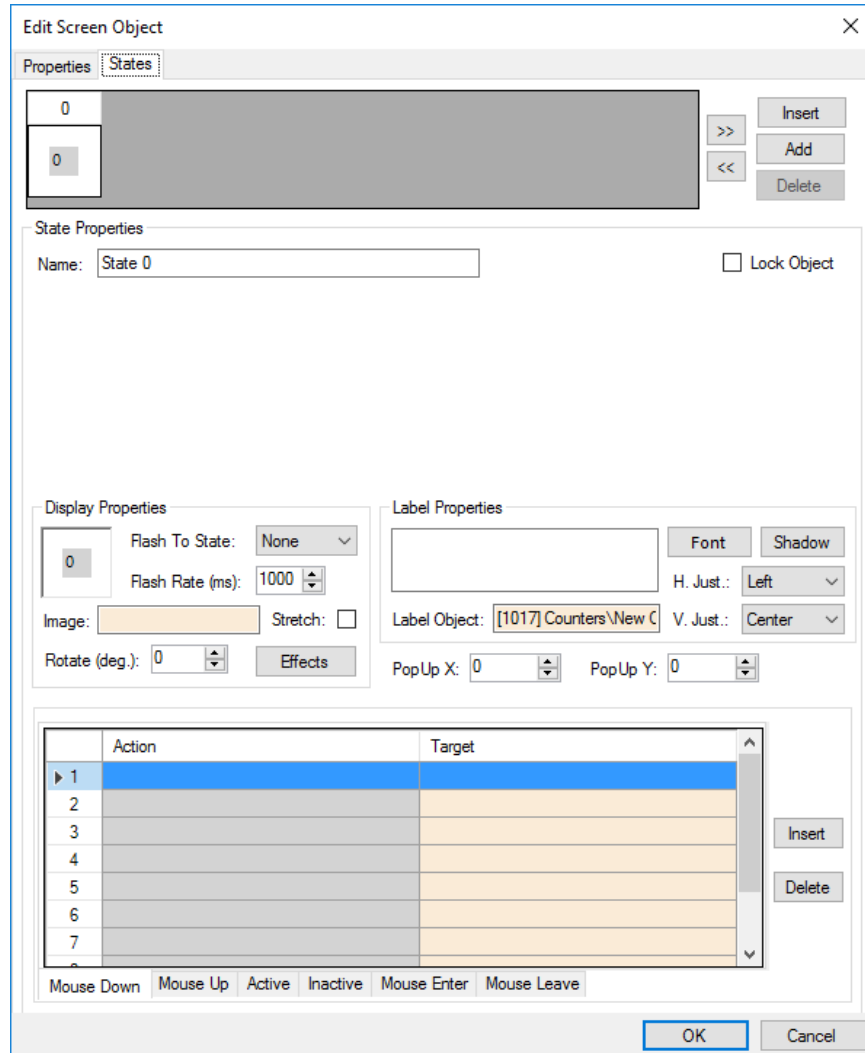 Edit Screen Object
Properties States
0
0
>>
<<
Insert
Add
Delete
State Properties
Name: State 0
Lock Object
Display Properties
0
Flash To State: None
Flash Rate (ms): 1000
Image:
Stretch:
Rotate (deg.): 0
Effects
Label Properties
Font Shadow
H. Just.: Left
Label Object: [1017] Counters\New C
V. Just.: Center
PopUp X: 0 PopUp Y: 0
Action Target
1
2
3
4
5
6
7
Insert
Delete
Mouse Down Mouse Up Active Inactive Mouse Enter Mouse Leave
OK Cancel